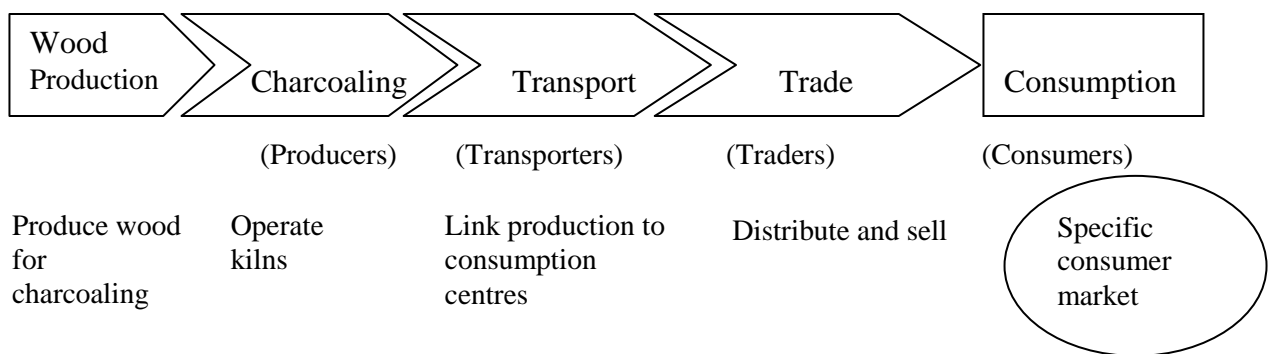 Wood
Production
Charcoaling
Transport
Trade
Consumption
(Producers)
(Transporters)
(Traders)
(Consumers)
Produce wood
for
charcoaling
Operate
kilns
Link production to
consumption
centres
Distribute and sell
Specific
consumer
market